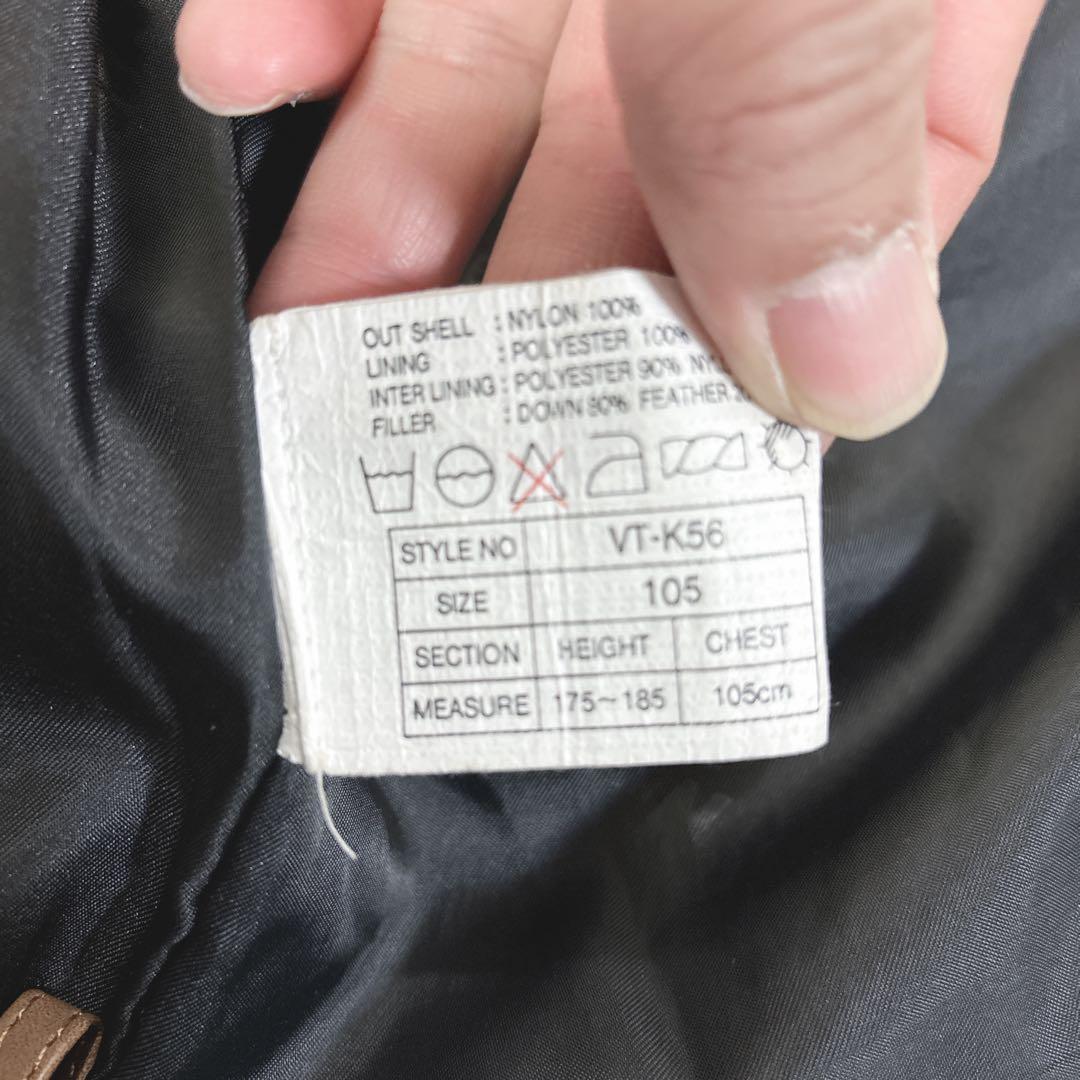 OUT SHELL : NYLON 100%
LINING : POLYESTER 100%
INTER LINING : POLYESTER 90% NY
FILLER : DOWN 80% FEATHER
STYLE NO VT-K56
SIZE 105
SECTION HEIGHT CHEST
MEASURE 175~185 105cm